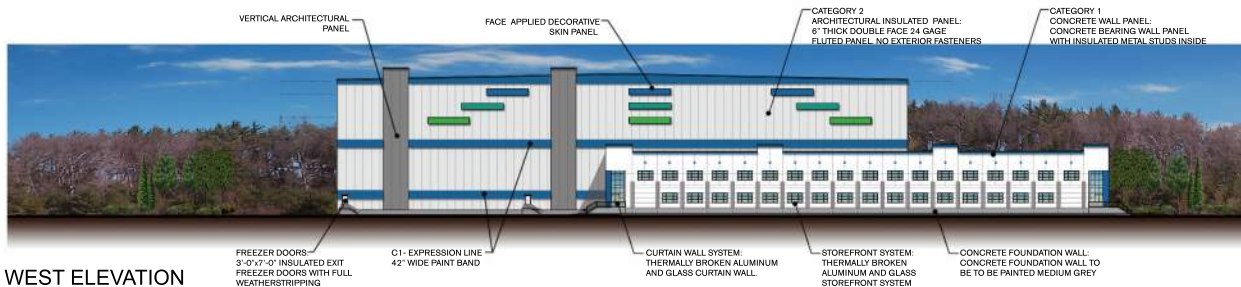 VERTICAL ARCHITECTURAL
PANEL
FACE APPLIED DECORATIVE
SKIN PANEL
CATEGORY 2
ARCHITECTURAL INSULATED PANEL:
6" THICK DOUBLE FACE 24 GAGE
FLUTED PANEL. NO EXTERIOR FASTENERS
CATEGORY 1
CONCRETE WALL PANEL:
CONCRETE BEARING WALL PANEL
WITH INSULATED METAL STUDS INSIDE
FREEZER DOORS:
3'-0"x7'-0" INSULATED EXIT
FREEZER DOORS WITH FULL
WEATHERSTRIPPING
C1- EXPRESSION LINE
42" WIDE PAINT BAND
CURTAIN WALL SYSTEM:
THERMALLY BROKEN ALUMINUM
AND GLASS CURTAIN WALL.
STOREFRONT SYSTEM:
THERMALLY BROKEN
ALUMINUM AND GLASS
STOREFRONT SYSTEM
CONCRETE FOUNDATION WALL:
CONCRETE FOUNDATION WALL TO
BE TO BE PAINTED MEDIUM GREY
WEST ELEVATION